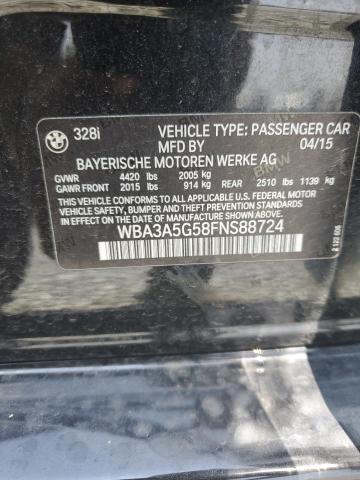 328i VEHICLE TYPE: PASSENGER CAR
MFD BY 04/15
BAYERISCHE MOTOREN WERKE AG
GVWR 4420 lbs 2005 kg
GAWR FRONT 2015 lbs 914 kg REAR 2510 lbs 1139 kg
THIS VEHICLE CONFORMS TO ALL APPLICABLE U.S. FEDERAL MOTOR
VEHICLE SAFETY, BUMPER, AND THEFT PREVENTION STANDARDS IN
EFFECT ON THE DATE OF MANUFACTURE SHOWN ABOVE.
WBA3A5G58FNS88724